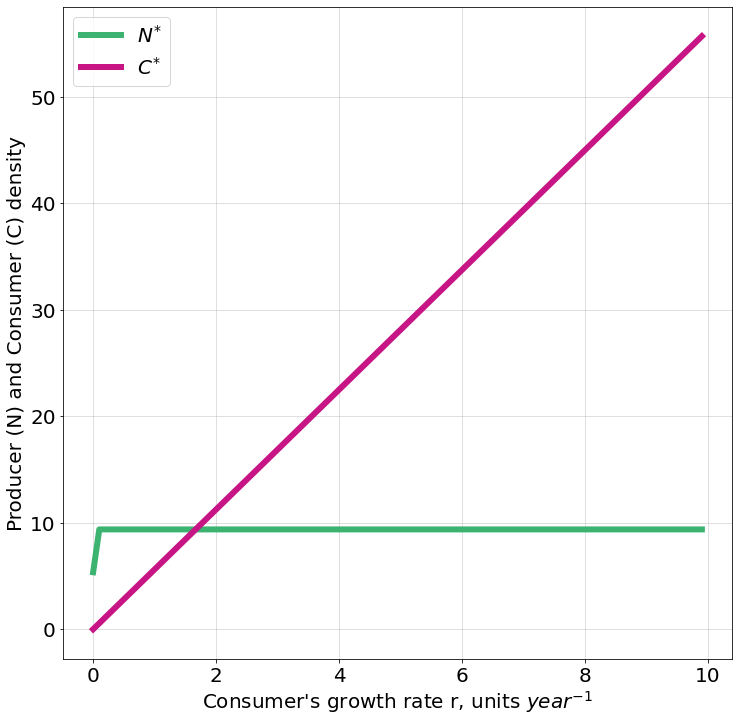 N*
C*
Producer (N) and Consumer (C) density
50
40
30
20
10
0
0 2 4 6 8 10
Consumer's growth rate r, units year⁻¹